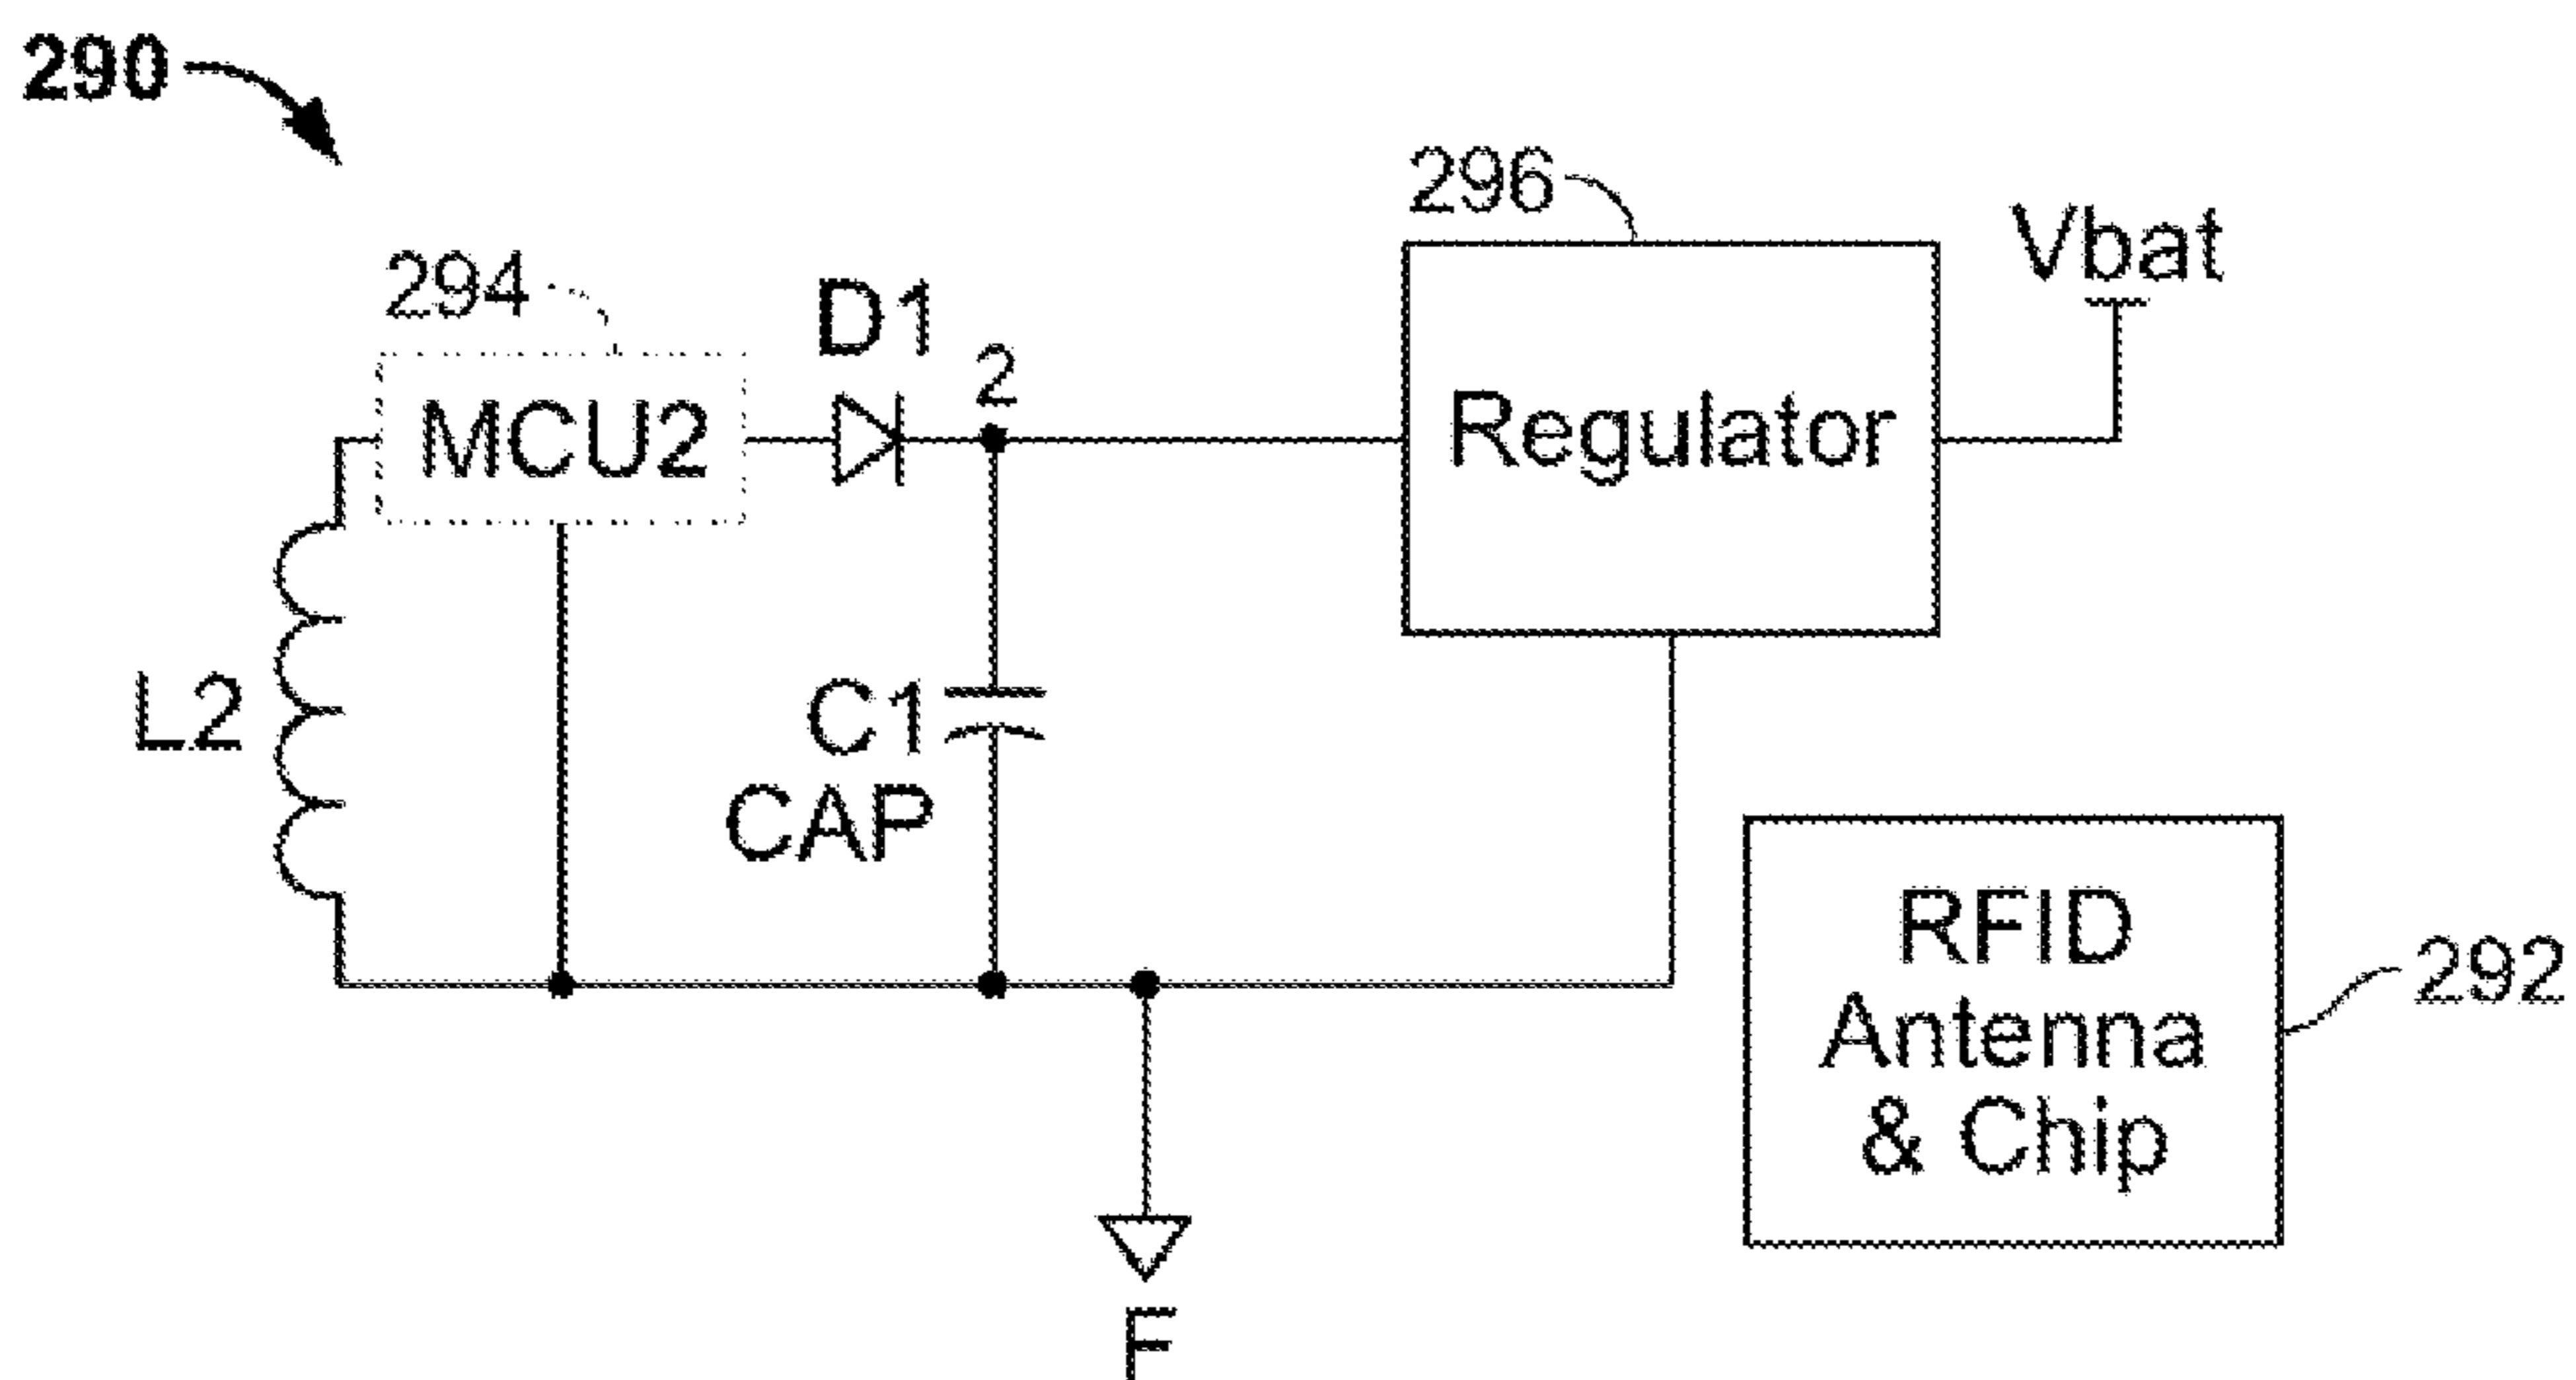 290
296
Vbat
294
D1
2
MCU2
Regulator
L2
C1
CAP
RFID
Antenna
& Chip
292